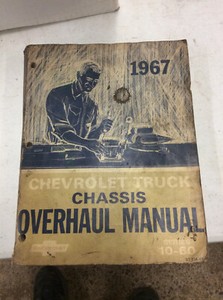 1967
CHEVROLET TRUCK
CHASSIS
OVERHAUL MANUAL
10-60